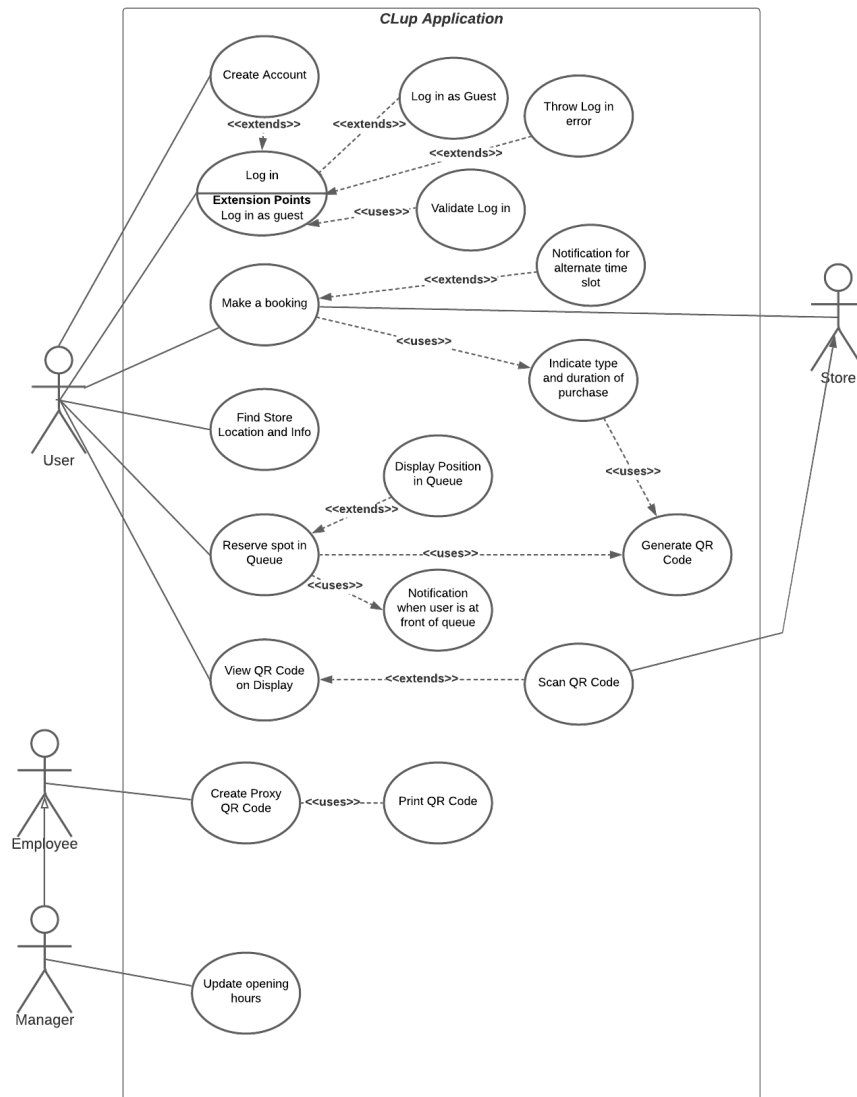 CLup Application
Create Account
<<extends>>
Log in as Guest
<<extends>>
Throw Log in
error
<<extends>>
Log in
Extension Points
Log in as guest
<<uses>>
Validate Log in
Notification for
alternate time
slot
<<extends>>
Make a booking
<<uses>>
Indicate type
and duration of
purchase
Store
User
Find Store
Location and Info
<<uses>>
Display Position
in Queue
<<extends>>
Reserve spot in
Queue
<<uses>>
Generate QR
Code
<<uses>>
Notification
when user is at
front of queue
View QR Code
on Display
<<extends>>
Scan QR Code
Employee
Create Proxy
QR Code
<<uses>>
Print QR Code
Manager
Update opening
hours